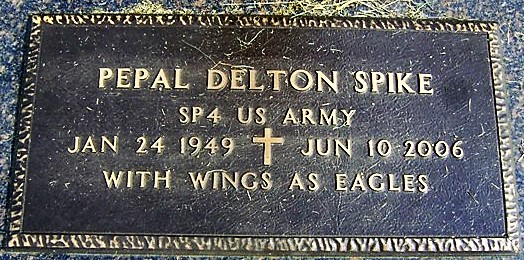 PEPAL DELTON SPIKE
SP4 US ARMY
JAN 24 1949 JUN 10 2006
WITH WINGS AS EAGLES